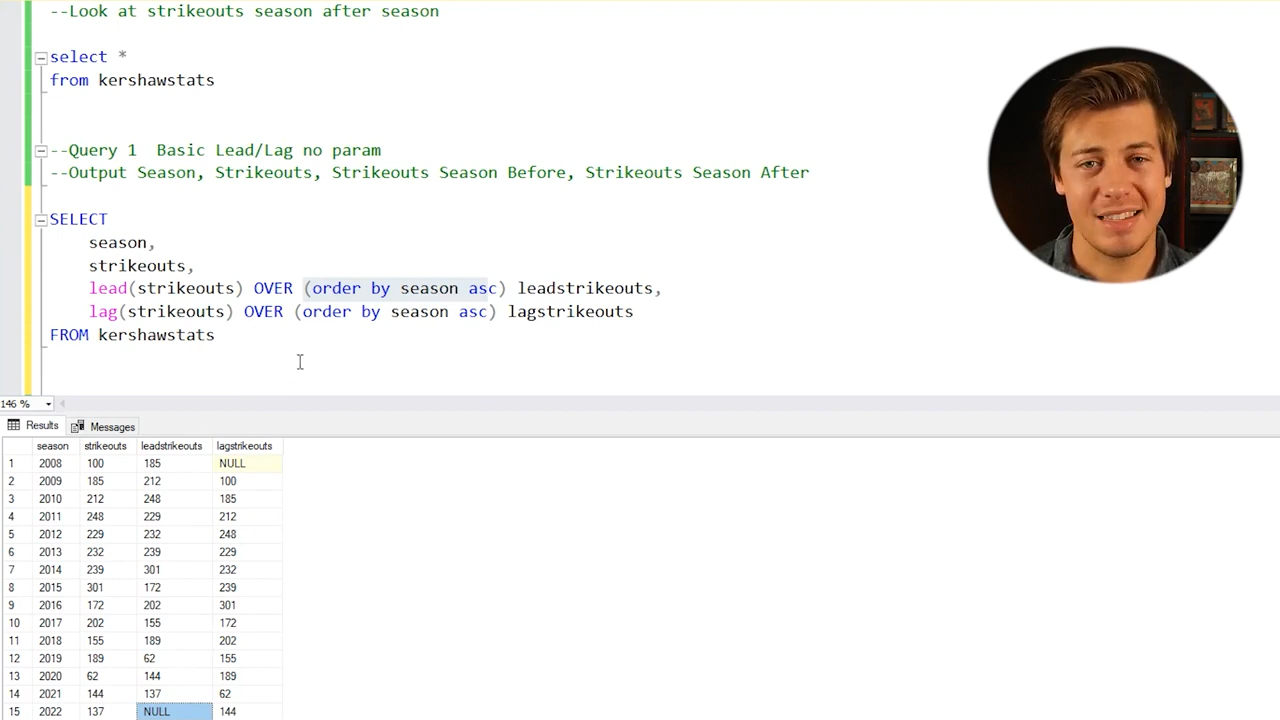 --Look at strikeouts season after season
select *
from kershawstats
--Query 1  Basic Lead/Lag no param
--Output Season, Strikeouts, Strikeouts Season Before, Strikeouts Season After
SELECT
season,
strikeouts,
lead(strikeouts) OVER (order by season asc) leadstrikeouts,
lag(strikeouts) OVER (order by season asc) lagstrikeouts
FROM kershawstats
146 %
Results Messages
season strikeouts leadstrikeouts lagstrikeouts
1 2008 100 185 NULL
2 2009 185 212 100
3 2010 212 248 185
4 2011 248 229 212
5 2012 229 232 248
6 2013 232 239 229
7 2014 239 301 232
8 2015 301 172 239
9 2016 172 202 301
10 2017 202 155 172
11 2018 155 189 202
12 2019 189 62 155
13 2020 62 144 189
14 2021 144 137 62
15 2022 137 NULL 144